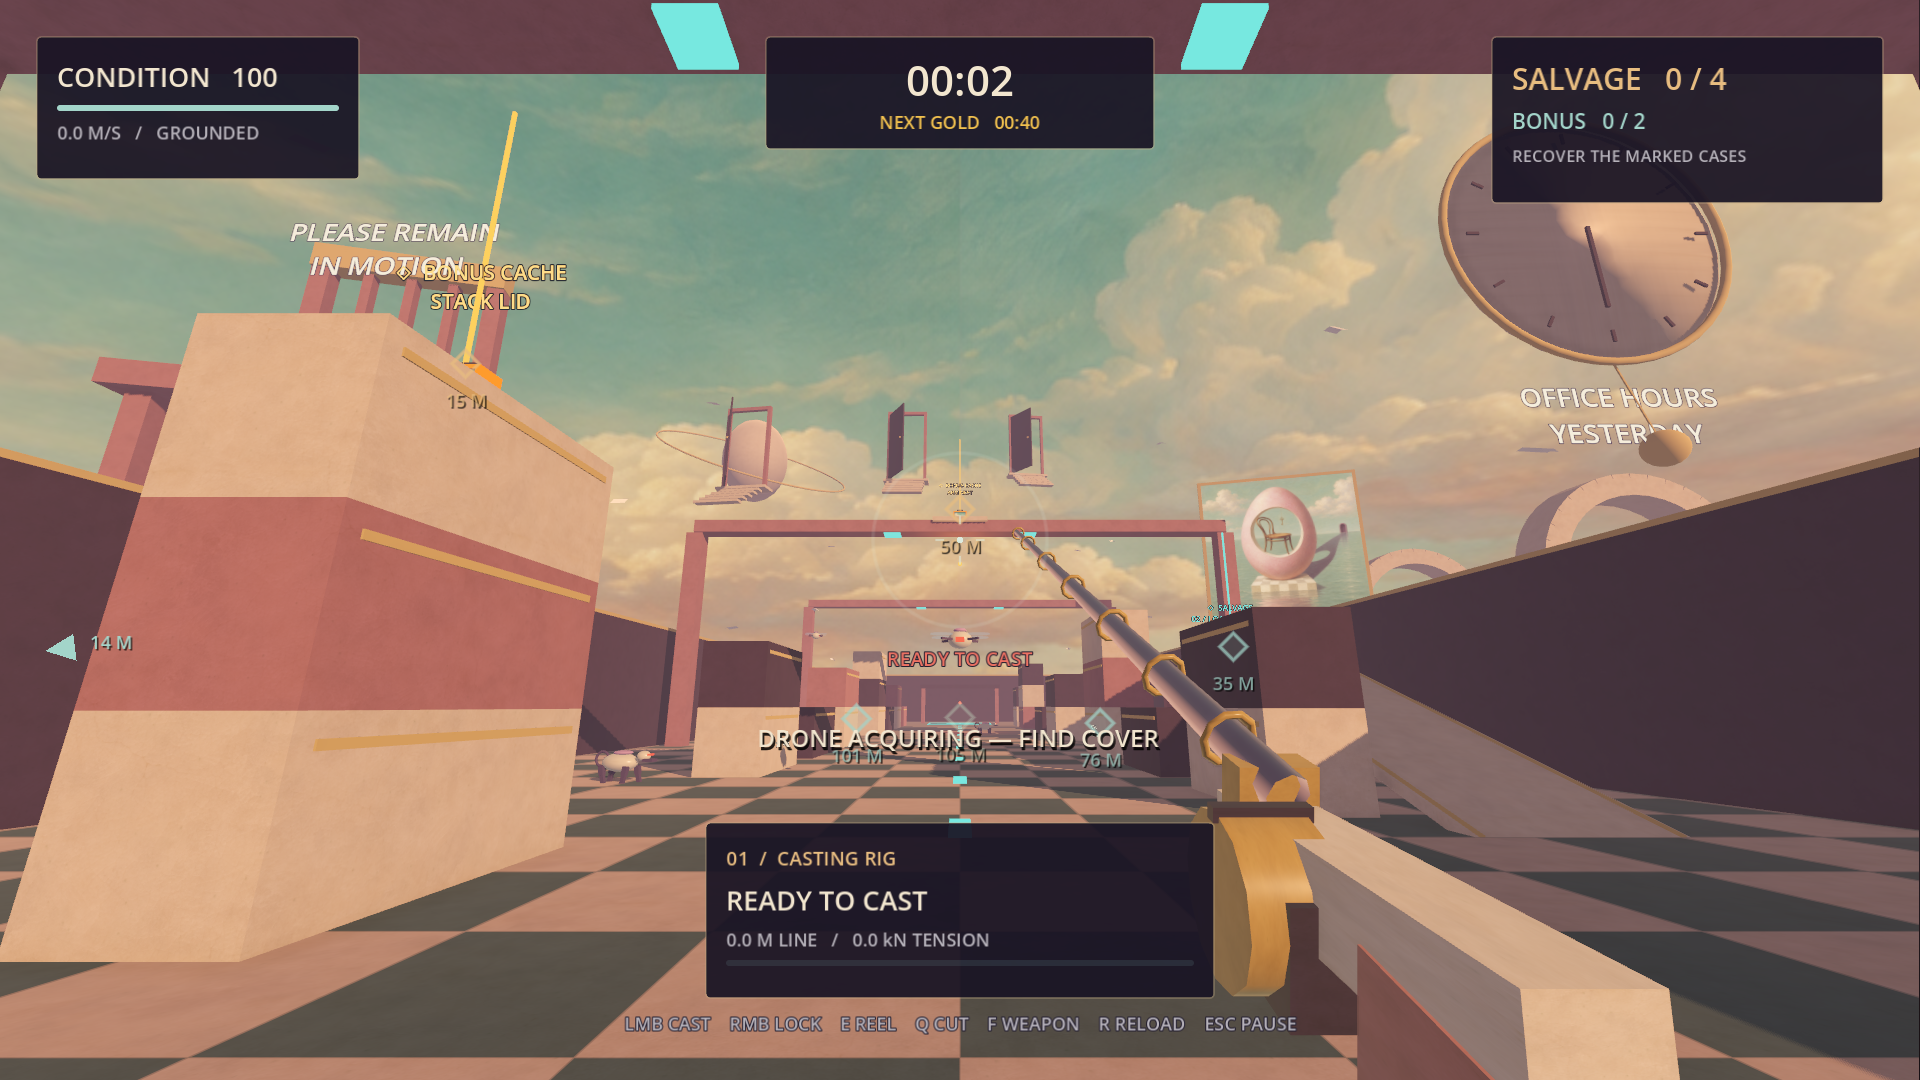 CONDITION 100
0.0 M/S / GROUNDED
00:02
NEXT GOLD 00:40
SALVAGE 0 / 4
BONUS 0 / 2
RECOVER THE MARKED CASES
PLEASE REMAIN
IN MOTION
BONUS CACHE
STACK LID
15 M
OFFICE HOURS
YESTERDAY
50 M
14 M
READY TO CAST
35 M
DRONE ACQUIRING — FIND COVER
101 M
105 M
76 M
01 / CASTING RIG
READY TO CAST
0.0 M LINE / 0.0 kN TENSION
LMB CAST RMB LOCK E REEL Q CUT F WEAPON R RELOAD ESC PAUSE